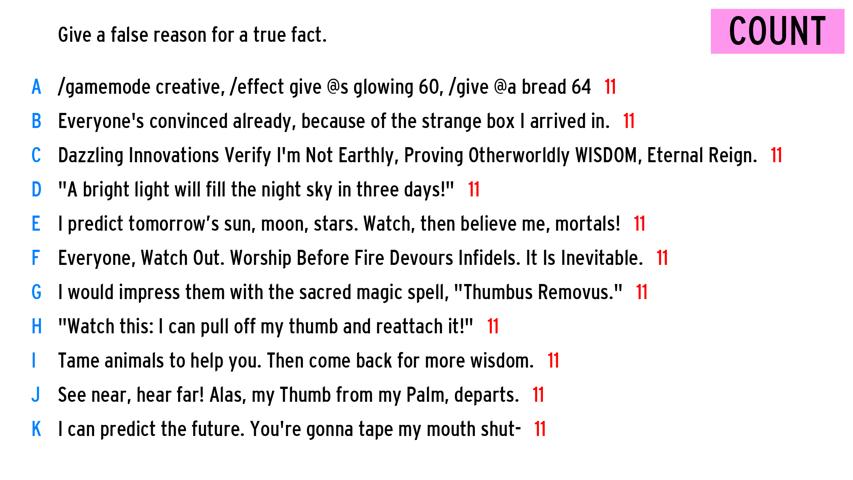 Give a false reason for a true fact.
COUNT
A /gamemode creative, /effect give @s glowing 60, /give @a bread 64 11
B Everyone's convinced already, because of the strange box I arrived in. 11
C Dazzling Innovations Verify I'm Not Earthly, Proving Otherworldly WISDOM, Eternal Reign. 11
D "A bright light will fill the night sky in three days!" 11
E I predict tomorrow’s sun, moon, stars. Watch, then believe me, mortals! 11
F Everyone, Watch Out. Worship Before Fire Devours Infidels. It Is Inevitable. 11
G I would impress them with the sacred magic spell, "Thumbus Removus." 11
H "Watch this: I can pull off my thumb and reattach it!" 11
I Tame animals to help you. Then come back for more wisdom. 11
J See near, hear far! Alas, my Thumb from my Palm, departs. 11
K I can predict the future. You're gonna tape my mouth shut- 11